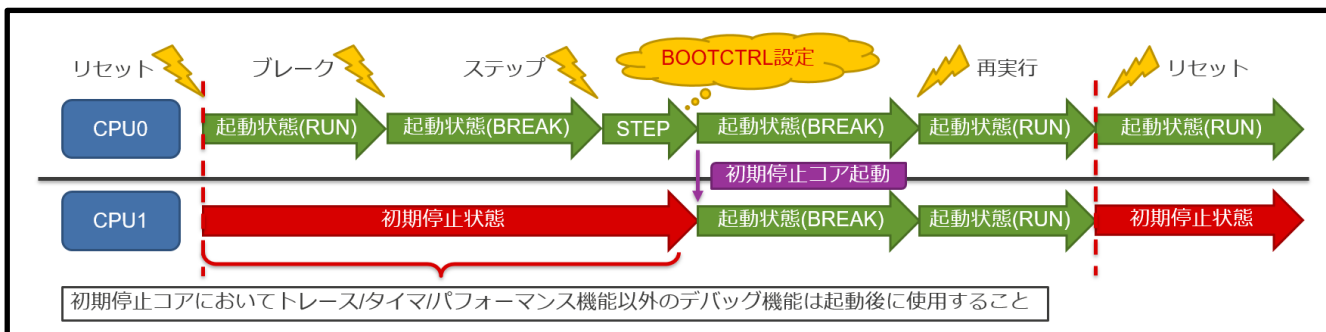 リセット
ブレーク
ステップ
BOOTCTRL設定
再実行
リセット
CPU0
起動状態(RUN)
起動状態(BREAK)
STEP
起動状態(BREAK)
起動状態(RUN)
起動状態(RUN)
初期停止コア起動
CPU1
初期停止状態
起動状態(BREAK)
起動状態(RUN)
初期停止状態
初期停止コアにおいてトレース/タイマ/パフォーマンス機能以外のデバッグ機能は起動後に使用すること